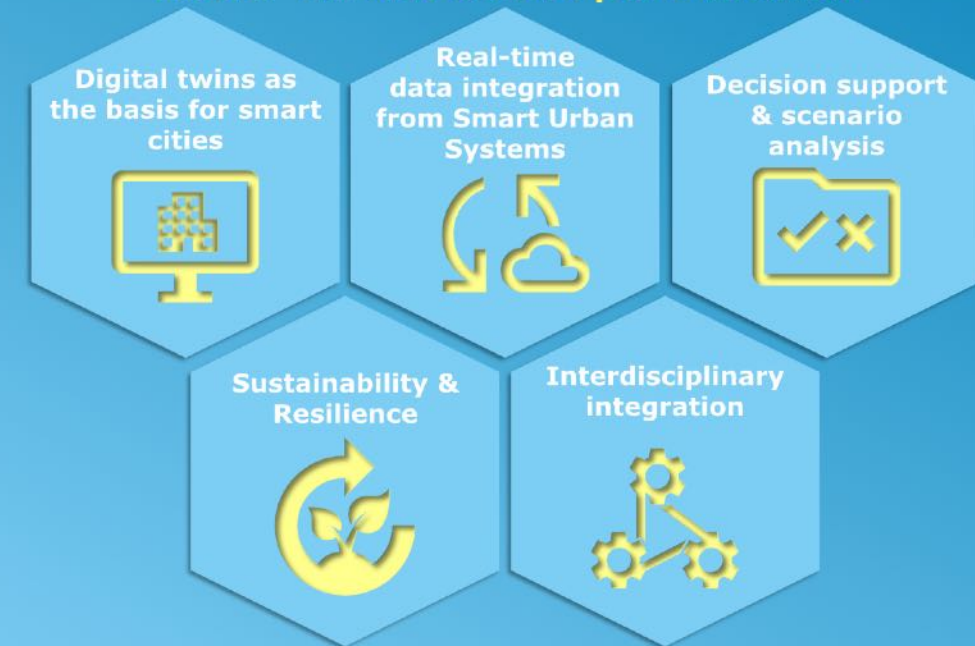 Digital twins as
the basis for smart
cities
Real-time
data integration
from Smart Urban
Systems
Decision support
& scenario
analysis
Sustainability &
Resilience
Interdisciplinary
integration